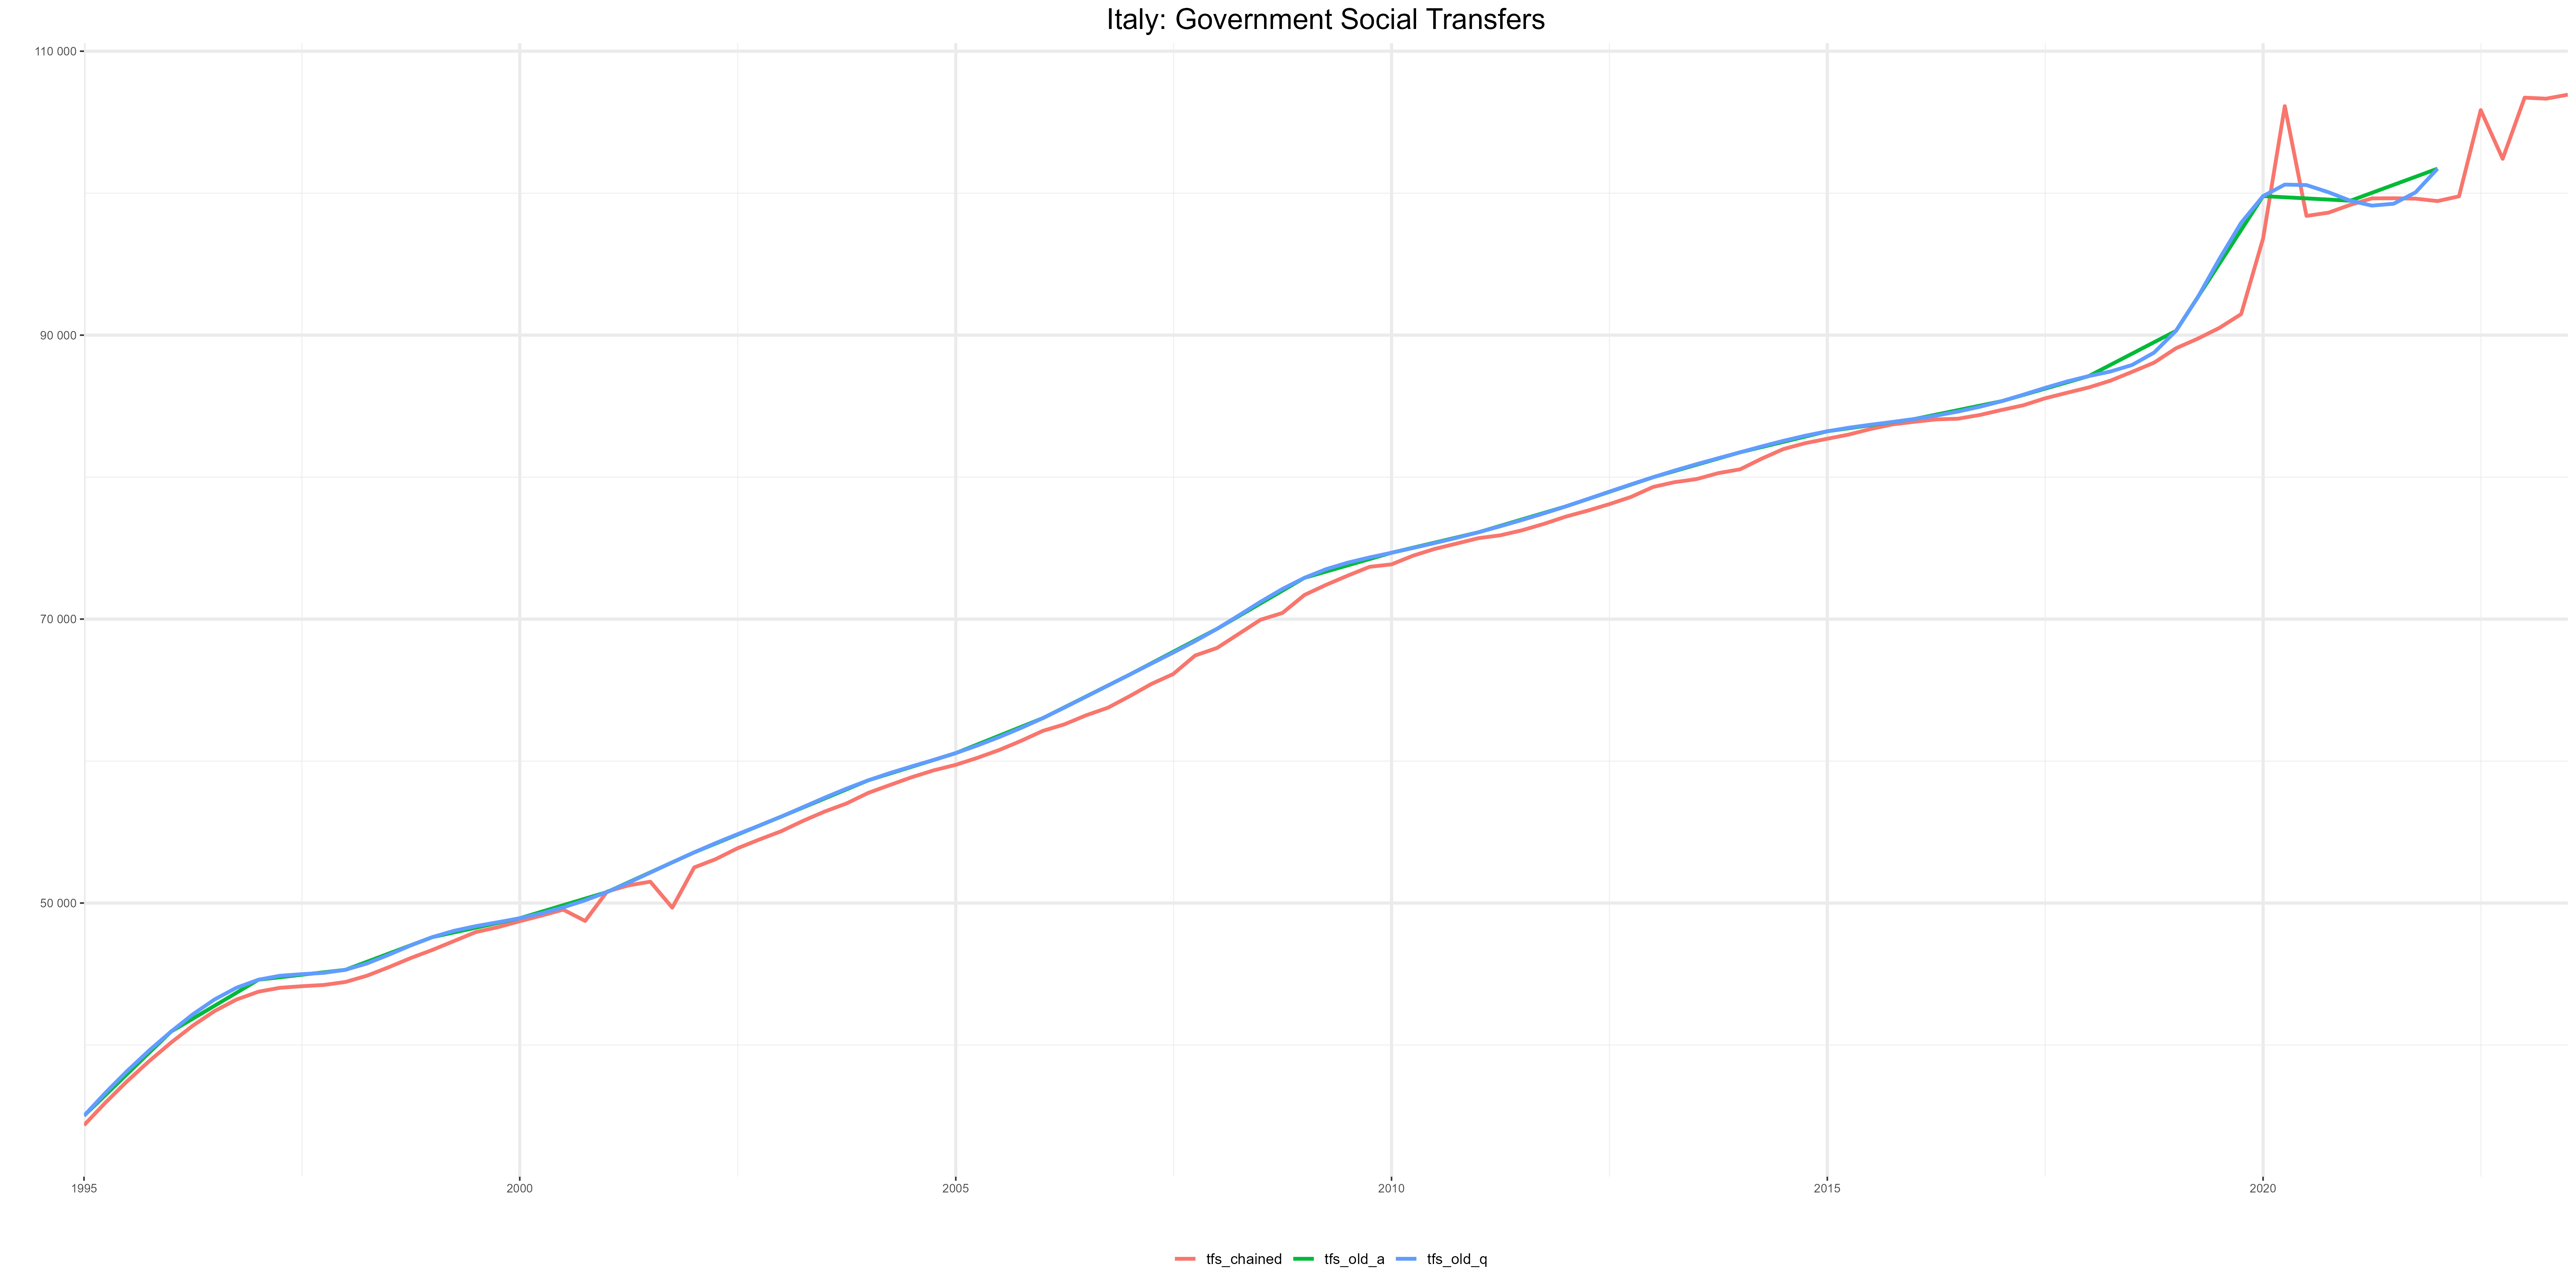 Italy: Government Social Transfers
110 000
90 000
70 000
50 000
1995 2000 2005 2010 2015 2020
tfs_chained tfs_old_a tfs_old_q